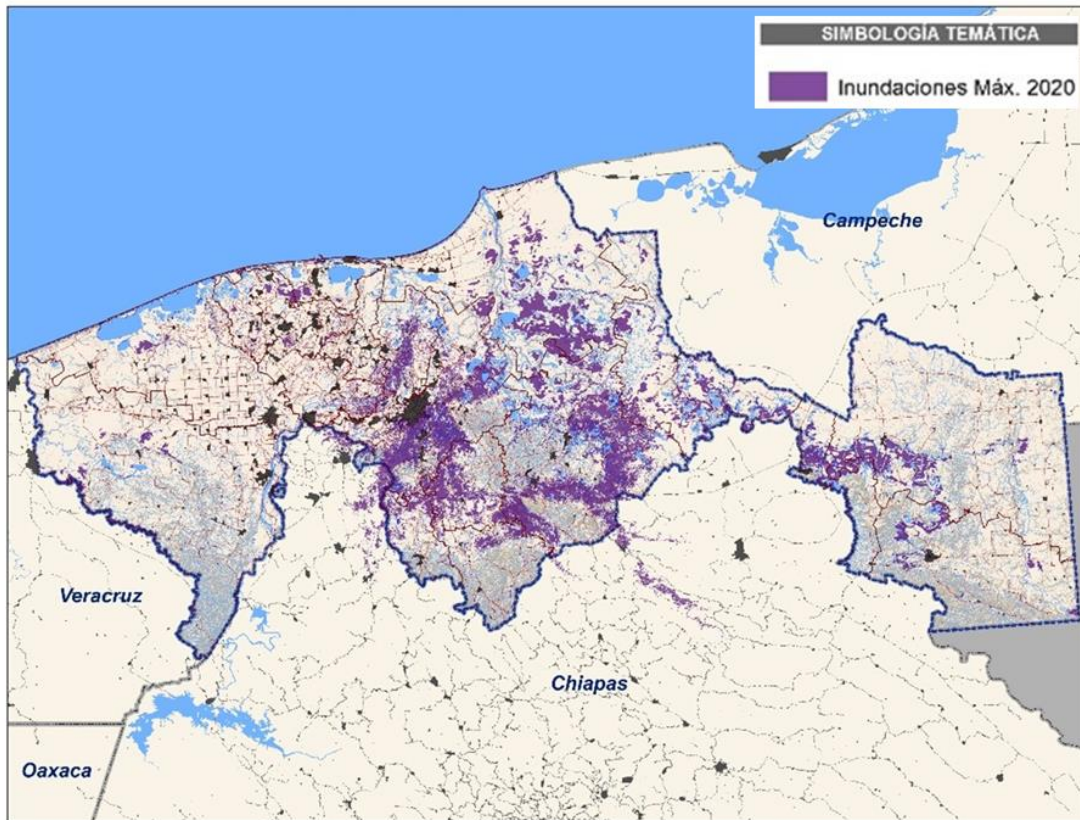 SIMBOLOGÍA TEMÁTICA
Inundaciones Máx. 2020
Campeche
Veracruz
Chiapas
Oaxaca